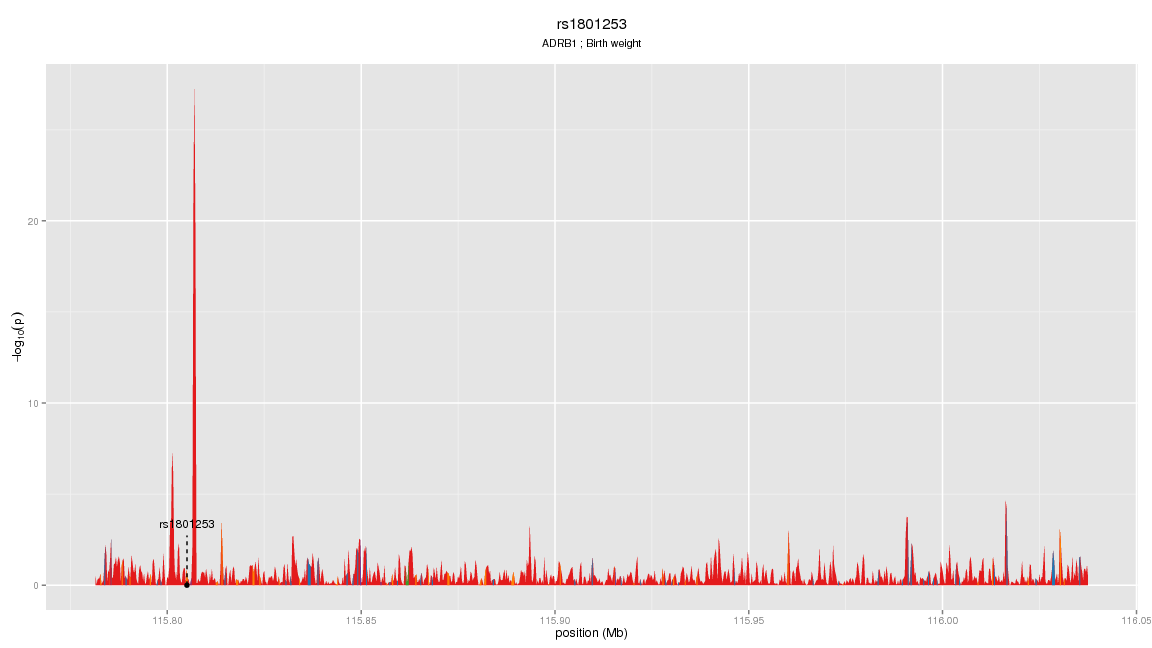 rs1801253
ADRB1 ; Birth weight
−log10(p)
20
10
0
rs1801253
115.80
115.85
115.90
115.95
116.00
116.05
position (Mb)